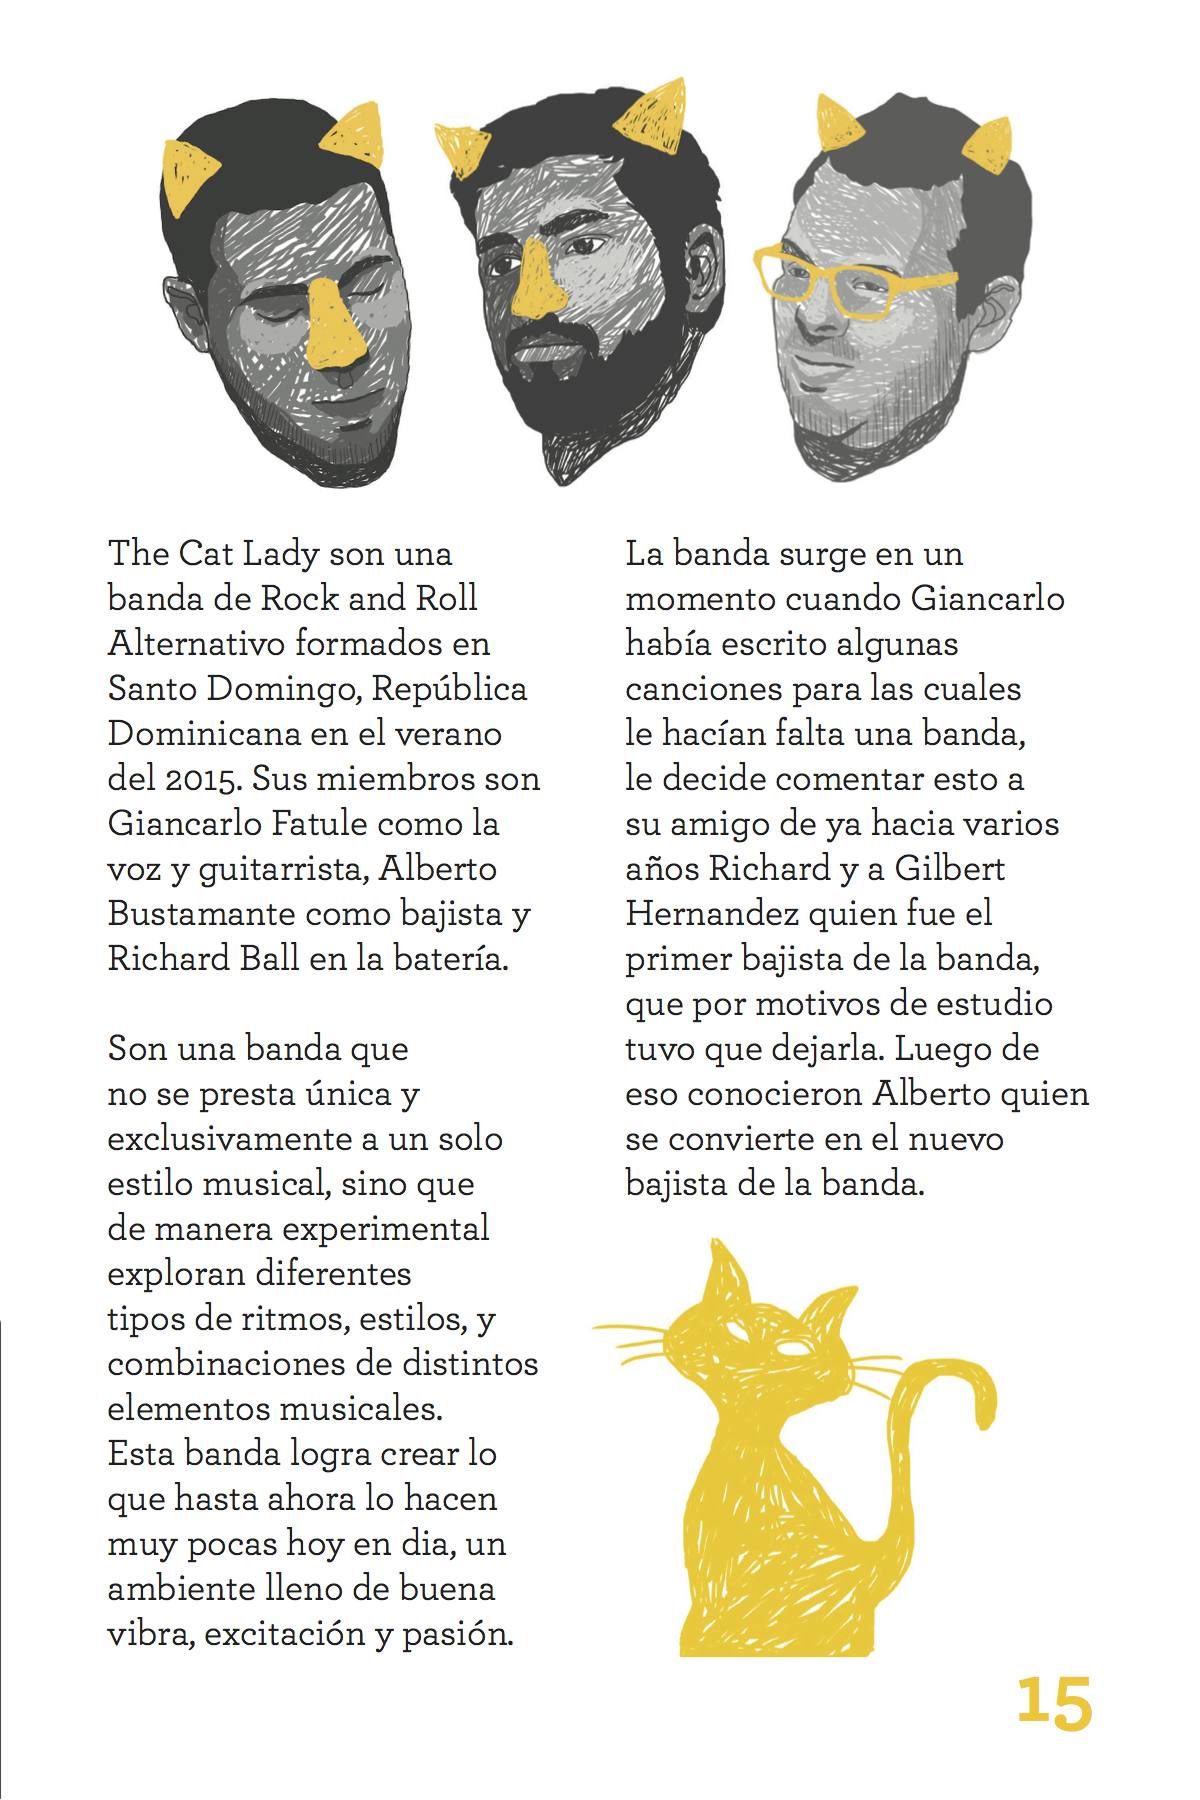 The Cat Lady son una
banda de Rock and Roll
Alternativo formados en
Santo Domingo, República
Dominicana en el verano
del 2015. Sus miembros son
Giancarlo Fatule como la
voz y guitarrista, Alberto
Bustamante como bajista y
Richard Ball en la batería.
Son una banda que
no se presta única y
exclusivamente a un solo
estilo musical, sino que
de manera experimental
exploran diferentes
tipos de ritmos, estilos, y
combinaciones de distintos
elementos musicales.
Esta banda logra crear lo
que hasta ahora lo hacen
muy pocas hoy en dia, un
ambiente lleno de buena
vibra, excitación y pasión.
La banda surge en un
momento cuando Giancarlo
había escrito algunas
canciones para las cuales
le hacían falta una banda,
le decide comentar esto a
su amigo de ya hacia varios
años Richard y a Gilbert
Hernandez quien fue el
primer bajista de la banda,
que por motivos de estudio
tuvo que dejarla. Luego de
eso conocieron Alberto quien
se convierte en el nuevo
bajista de la banda.
15